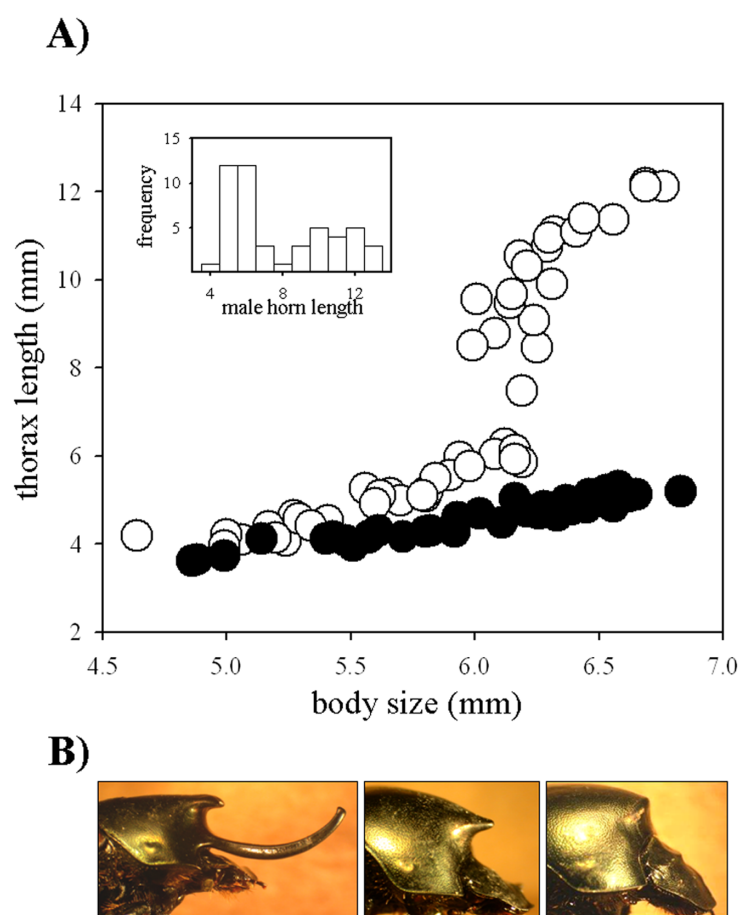 A)
14
12
10
8
6
4
2
thorax length (mm)
15
10
5
frequency
4 8 12
male horn length
4.5 5.0 5.5 6.0 6.5 7.0
body size (mm)
B)